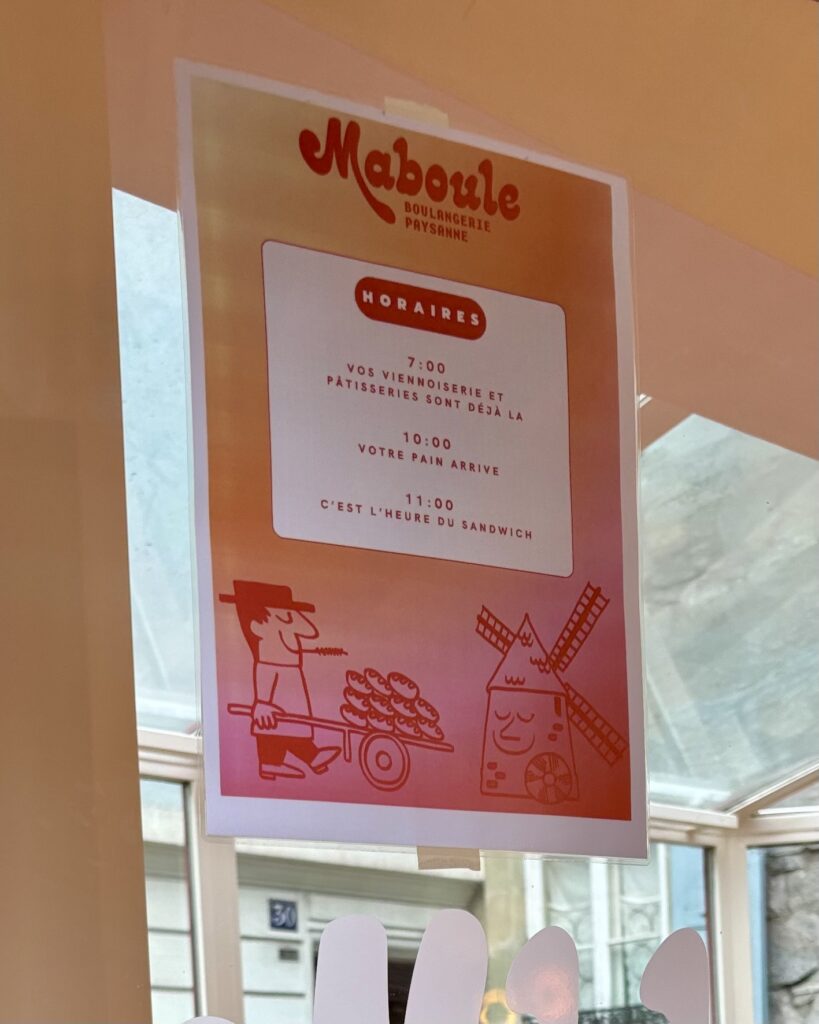 Maboule
BOULANGERIE
PAYSANNE
HORAIRES
7:00
VOS VIENNOISERIE ET
PÂTISSERIES SONT DÉJÀ LA
10:00
VOTRE PAIN ARRIVE
11:00
C'EST L'HEURE DU SANDWICH
30